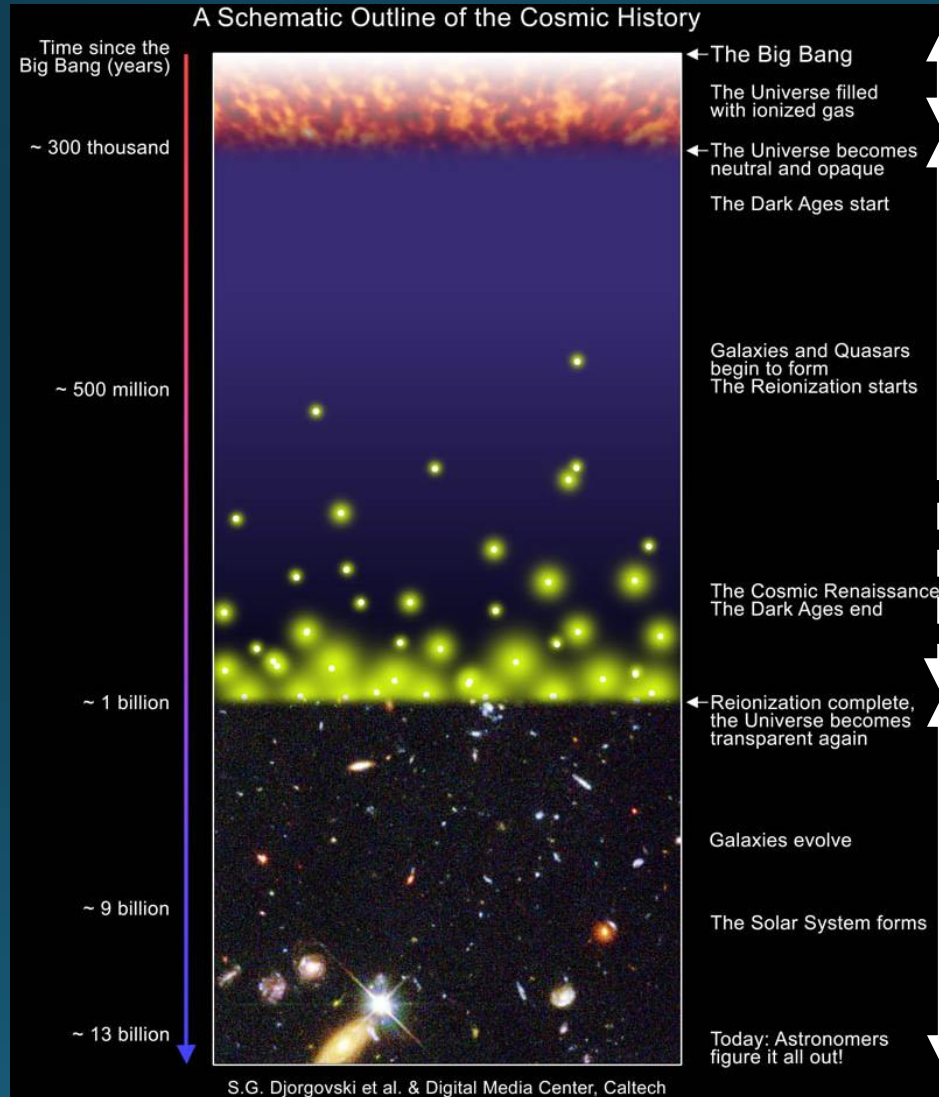 A Schematic Outline of the Cosmic History
Time since the
Big Bang (years)
The Big Bang
The Universe filled
with ionized gas
~ 300 thousand
The Universe becomes
neutral and opaque
The Dark Ages start
Galaxies and Quasars
begin to form
~ 500 million
The Reionization starts
The Cosmic Renaissance
The Dark Ages end
~ 1 billion
Reionization complete,
the Universe becomes
transparent again
Galaxies evolve
~ 9 billion
The Solar System forms
~ 13 billion
Today: Astronomers
figure it all out!
S.G. Djorgovski et al. & Digital Media Center, Caltech